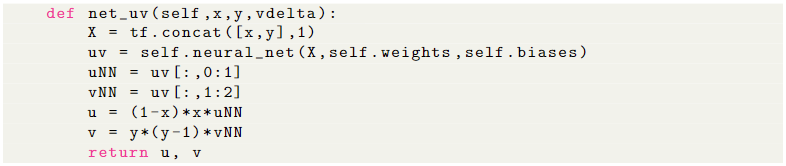 def net_uv(self,x,y,vdelta):
    X = tf.concat([x,y],1)
    uv = self.neural_net(X,self.weights,self.biases)
    uNN = uv[:,0:1]
    vNN = uv[:,1:2]
    u = (1-x)*x*uNN
    v = y*(y-1)*vNN
    return u, v